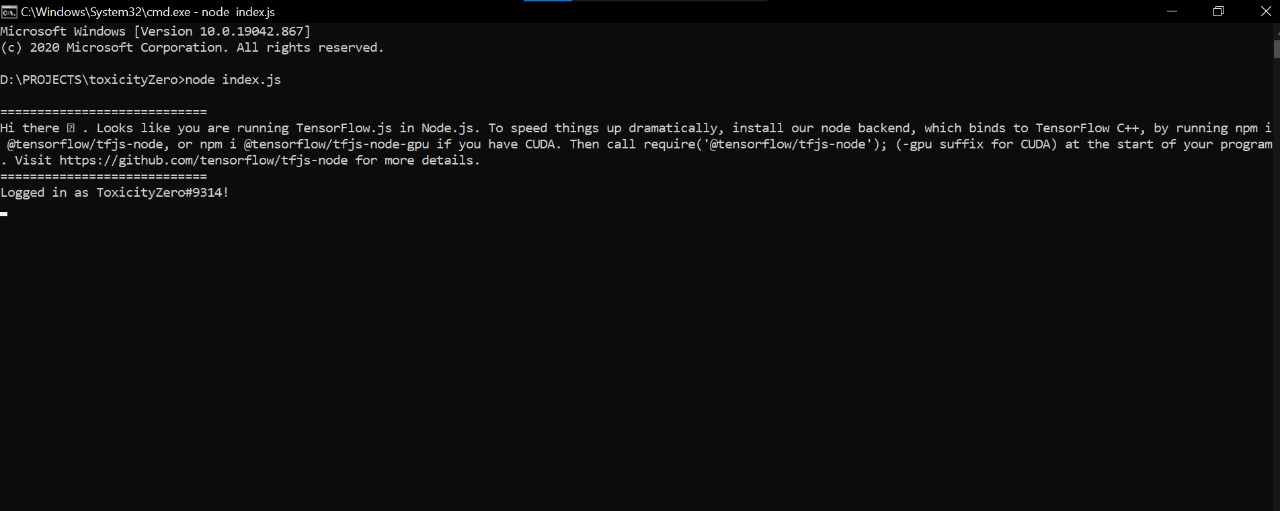 C:\Windows\System32\cmd.exe - node  index.js
Microsoft Windows [Version 10.0.19042.867]
(c) 2020 Microsoft Corporation. All rights reserved.
D:\PROJECTS\toxicityZero>node index.js
============================
Hi there . Looks like you are running TensorFlow.js in Node.js. To speed things up dramatically, install our node backend, which binds to TensorFlow C++, by running npm i
 @tensorflow/tfjs-node, or npm i @tensorflow/tfjs-node-gpu if you have CUDA. Then call require('@tensorflow/tfjs-node'); (-gpu suffix for CUDA) at the start of your program
. Visit https://github.com/tensorflow/tfjs-node for more details.
============================
Logged in as ToxicityZero#9314!